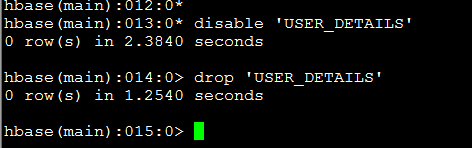 hbase(main):012:0*
hbase(main):013:0* disable 'USER_DETAILS'
0 row(s) in 2.3840 seconds
hbase(main):014:0> drop 'USER_DETAILS'
0 row(s) in 1.2540 seconds
hbase(main):015:0>